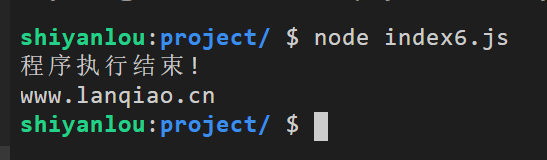 shiyanlou:project/ $ node index6.js
程序执行结束!
www.lanqiao.cn
shiyanlou:project/ $